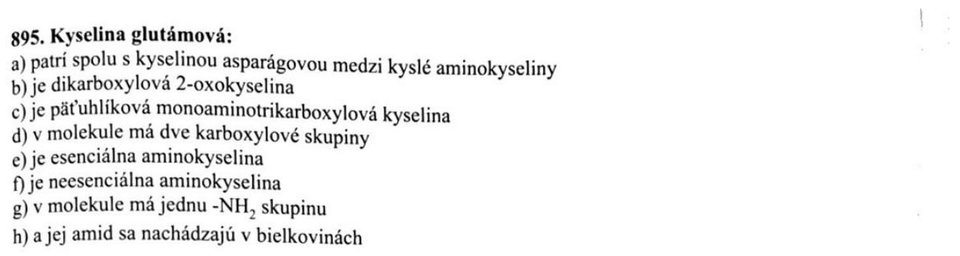 895. Kyselina glutámová:
a) patrí spolu s kyselinou asparágovou medzi kyslé aminokyseliny
b) je dikarboxylová 2-oxokyselina
c) je päťuhlíková monoaminotrikarboxylová kyselina
d) v molekule má dve karboxylové skupiny
e) je esenciálna aminokyselina
f) je neesenciálna aminokyselina
g) v molekule má jednu -NH₂ skupinu
h) a jej amid sa nachádzajú v bielkovinách